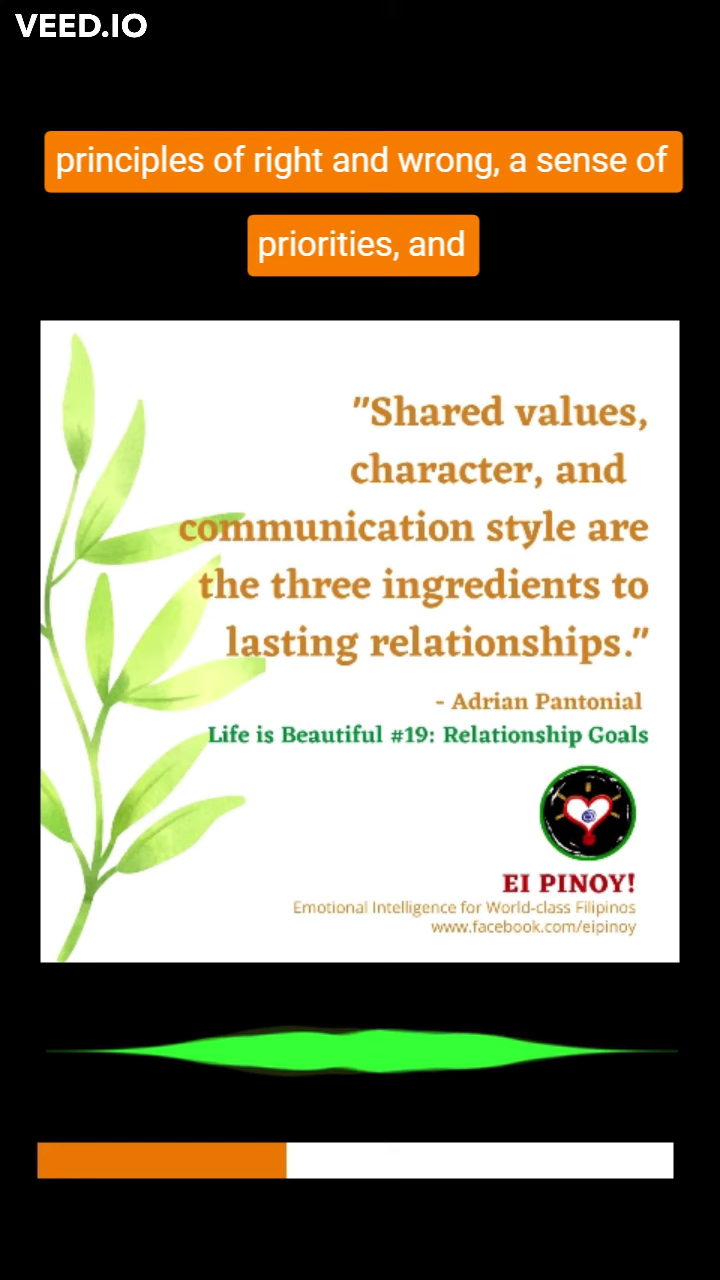 VEED.IO
principles of right and wrong, a sense of
priorities, and
"Shared values,
character, and
communication style are
the three ingredients to
lasting relationships."
- Adrian Pantonial
Life is Beautiful #19: Relationship Goals
EI PINOY!
Emotional Intelligence for World-class Filipinos
www.facebook.com/eipinoy